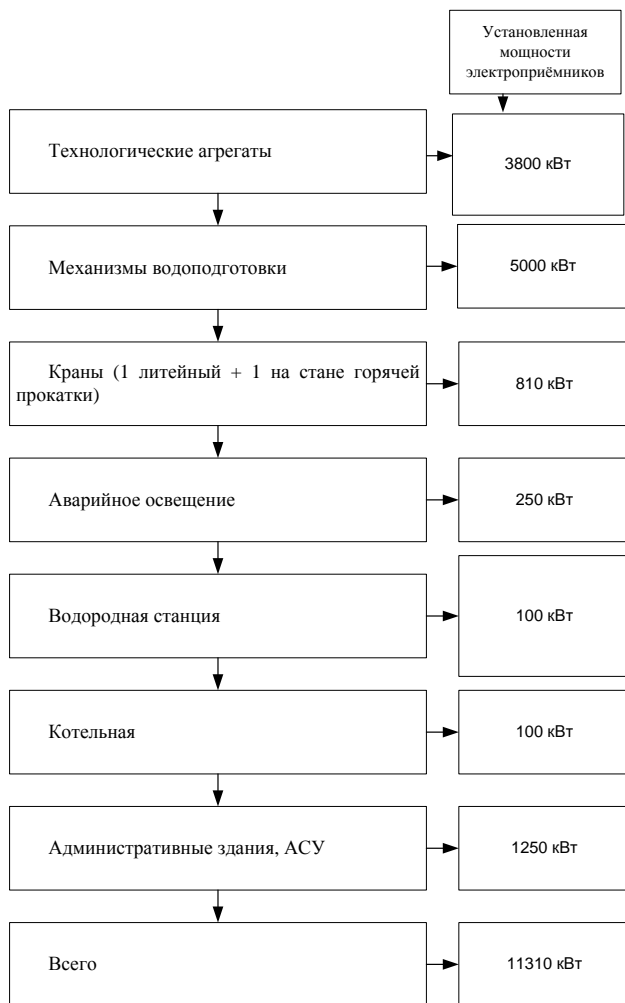 Установленная
мощности
электроприёмников
Технологические агрегаты
3800 кВт
Механизмы водоподготовки
5000 кВт
Краны (1 литейный + 1 на стане горячей
прокатки)
810 кВт
Аварийное освещение
250 кВт
Водородная станция
100 кВт
Котельная
100 кВт
Административные здания, АСУ
1250 кВт
Всего
11310 кВт